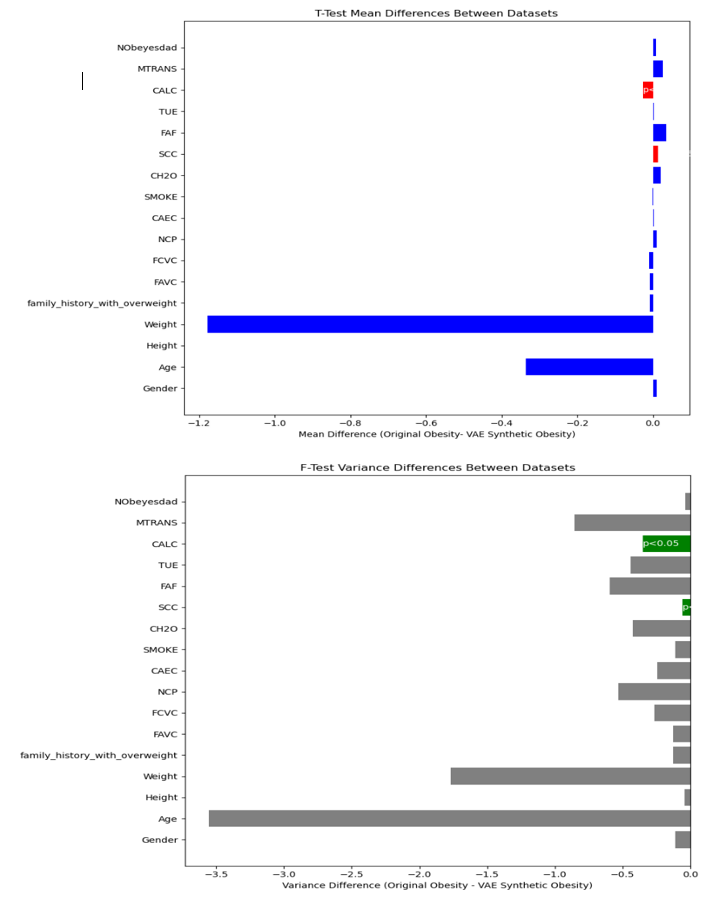 T-Test Mean Differences Between Datasets
NObeyesdad
MTRANS
CALC
p<
TUE
FAF
SCC
CH2O
SMOKE
CAEC
NCP
FCVC
FAVC
family_history_with_overweight
Weight
Height
Age
Gender
−1.2 −1.0 −0.8 −0.6 −0.4 −0.2 0.0
Mean Difference (Original Obesity- VAE Synthetic Obesity)
F-Test Variance Differences Between Datasets
NObeyesdad
MTRANS
CALC
p<0.05
TUE
FAF
SCC
p<
CH2O
SMOKE
CAEC
NCP
FCVC
FAVC
family_history_with_overweight
Weight
Height
Age
Gender
−3.5 −3.0 −2.5 −2.0 −1.5 −1.0 −0.5 0.0
Variance Difference (Original Obesity - VAE Synthetic Obesity)